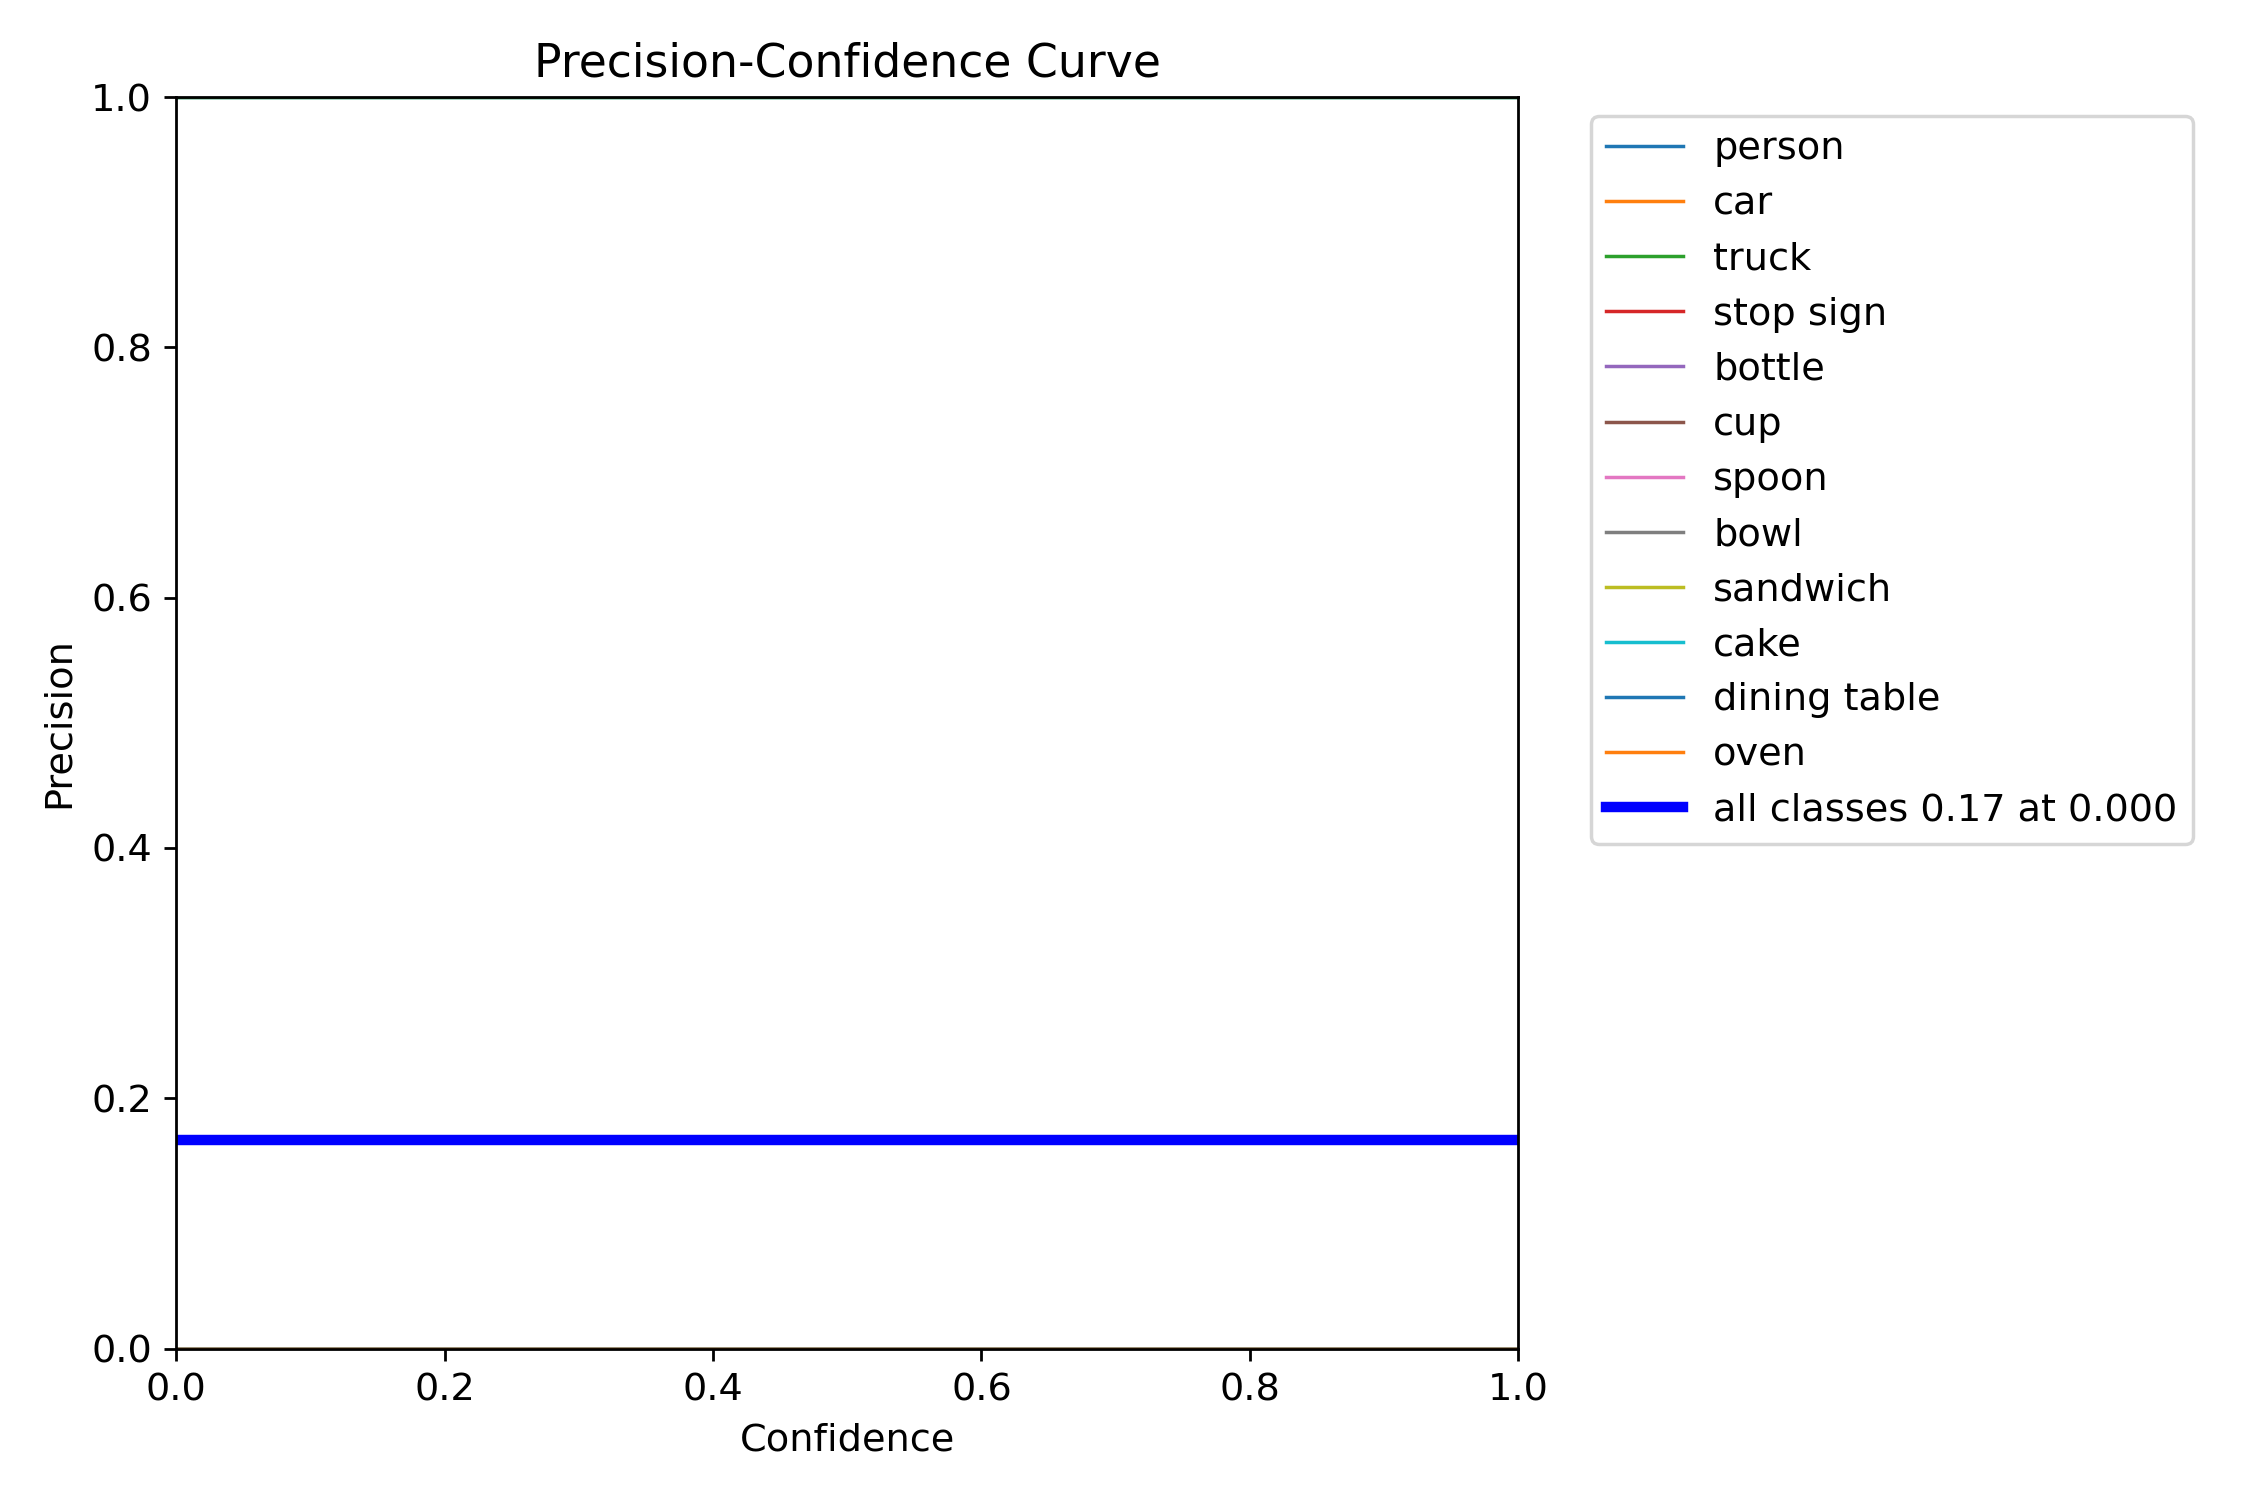 Precision-Confidence Curve
1.0
0.8
0.6
0.4
0.2
0.0
Precision
0.0 0.2 0.4 0.6 0.8 1.0
Confidence
person
car
truck
stop sign
bottle
cup
spoon
bowl
sandwich
cake
dining table
oven
all classes 0.17 at 0.000